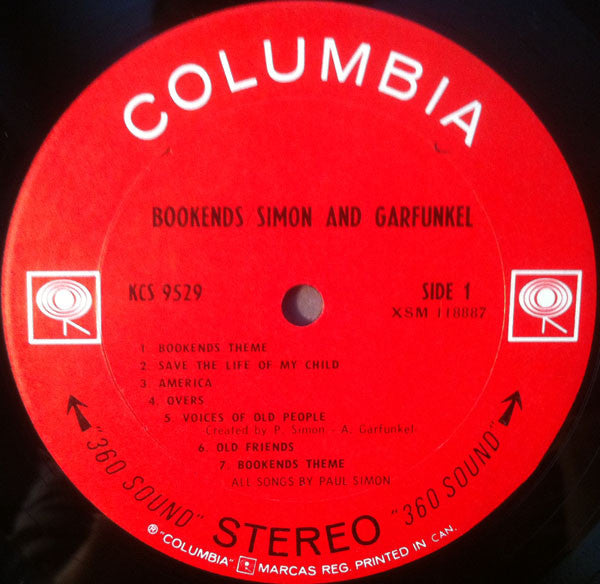 COLUMBIA
BOOKENDS SIMON AND GARFUNKEL
KCS 9529
SIDE 1
XSM 118887
1. BOOKENDS THEME
2. SAVE THE LIFE OF MY CHILD
3. AMERICA
4. OVERS
5. VOICES OF OLD PEOPLE
Created by P. Simon - A. Garfunkel
6. OLD FRIENDS
7. BOOKENDS THEME
ALL SONGS BY PAUL SIMON
"360 SOUND" STEREO "360 SOUND"
® "COLUMBIA" MARCAS REG. PRINTED IN CAN.